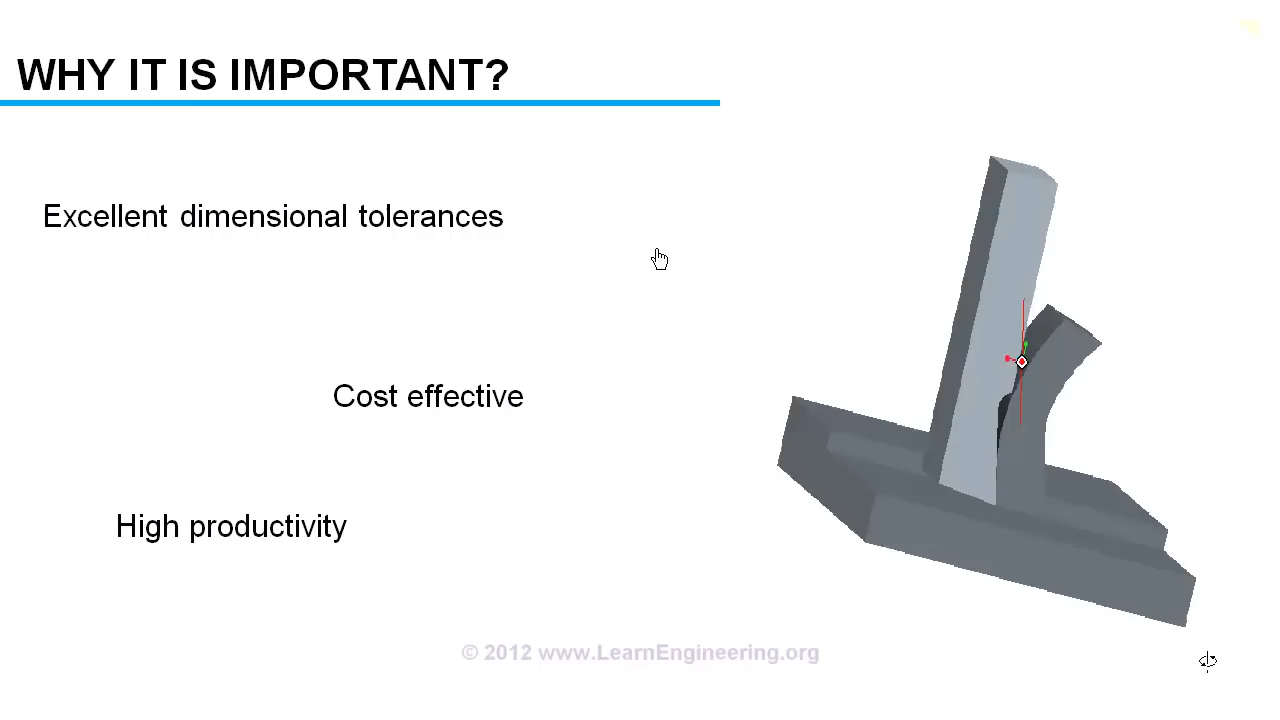 WHY IT IS IMPORTANT?
Excellent dimensional tolerances
Cost effective
High productivity
© 2012 www.LearnEngineering.org